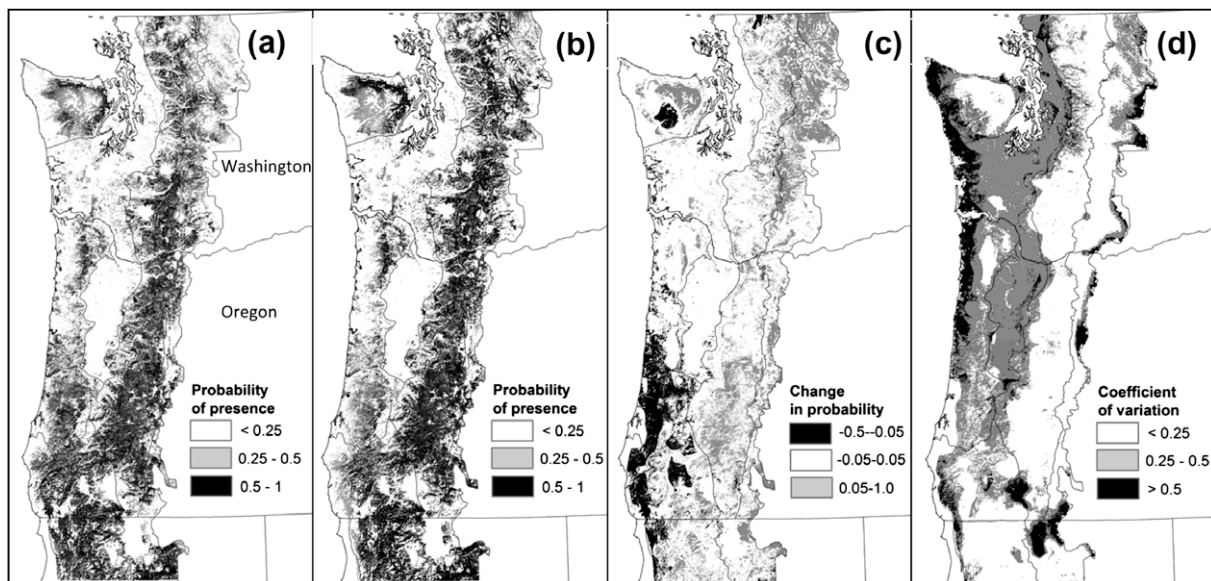 (a)
Washington
Oregon
Probability
of presence
< 0.25
0.25 - 0.5
0.5 - 1
(b)
Probability
of presence
< 0.25
0.25 - 0.5
0.5 - 1
(c)
Change
in probability
-0.5--0.05
-0.05-0.05
0.05-1.0
(d)
Coefficient
of variation
< 0.25
0.25 - 0.5
> 0.5